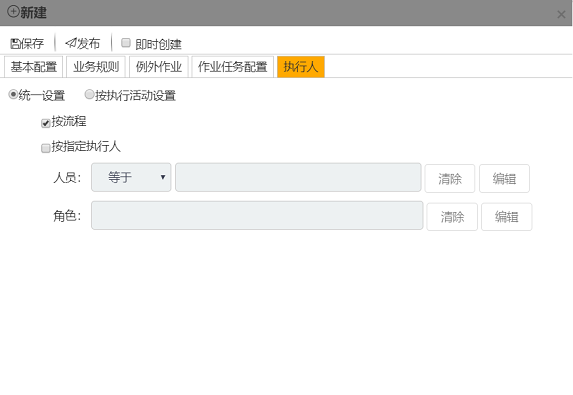 新建
保存 发布 即时创建
基本配置 业务规则 例外作业 作业任务配置 执行人
统一设置 按执行活动设置
按流程
按指定执行人
人员： 等于 清除 编辑
角色： 清除 编辑